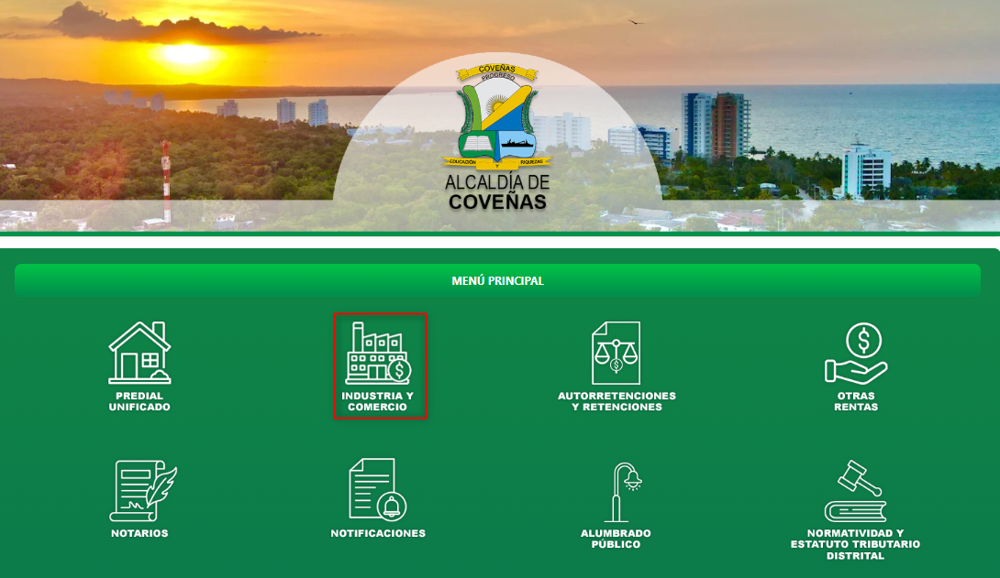 COVEÑAS
PROGRESO
EDUCACIÓN Y RIQUEZAS
ALCALDÍA DE
COVEÑAS
MENÚ PRINCIPAL
PREDIAL
UNIFICADO
INDUSTRIA Y
COMERCIO
AUTORRETENCIONES
Y RETENCIONES
OTRAS
RENTAS
NOTARIOS
NOTIFICACIONES
ALUMBRADO
PÚBLICO
NORMATIVIDAD Y
ESTATUTO TRIBUTARIO
DISTRITAL